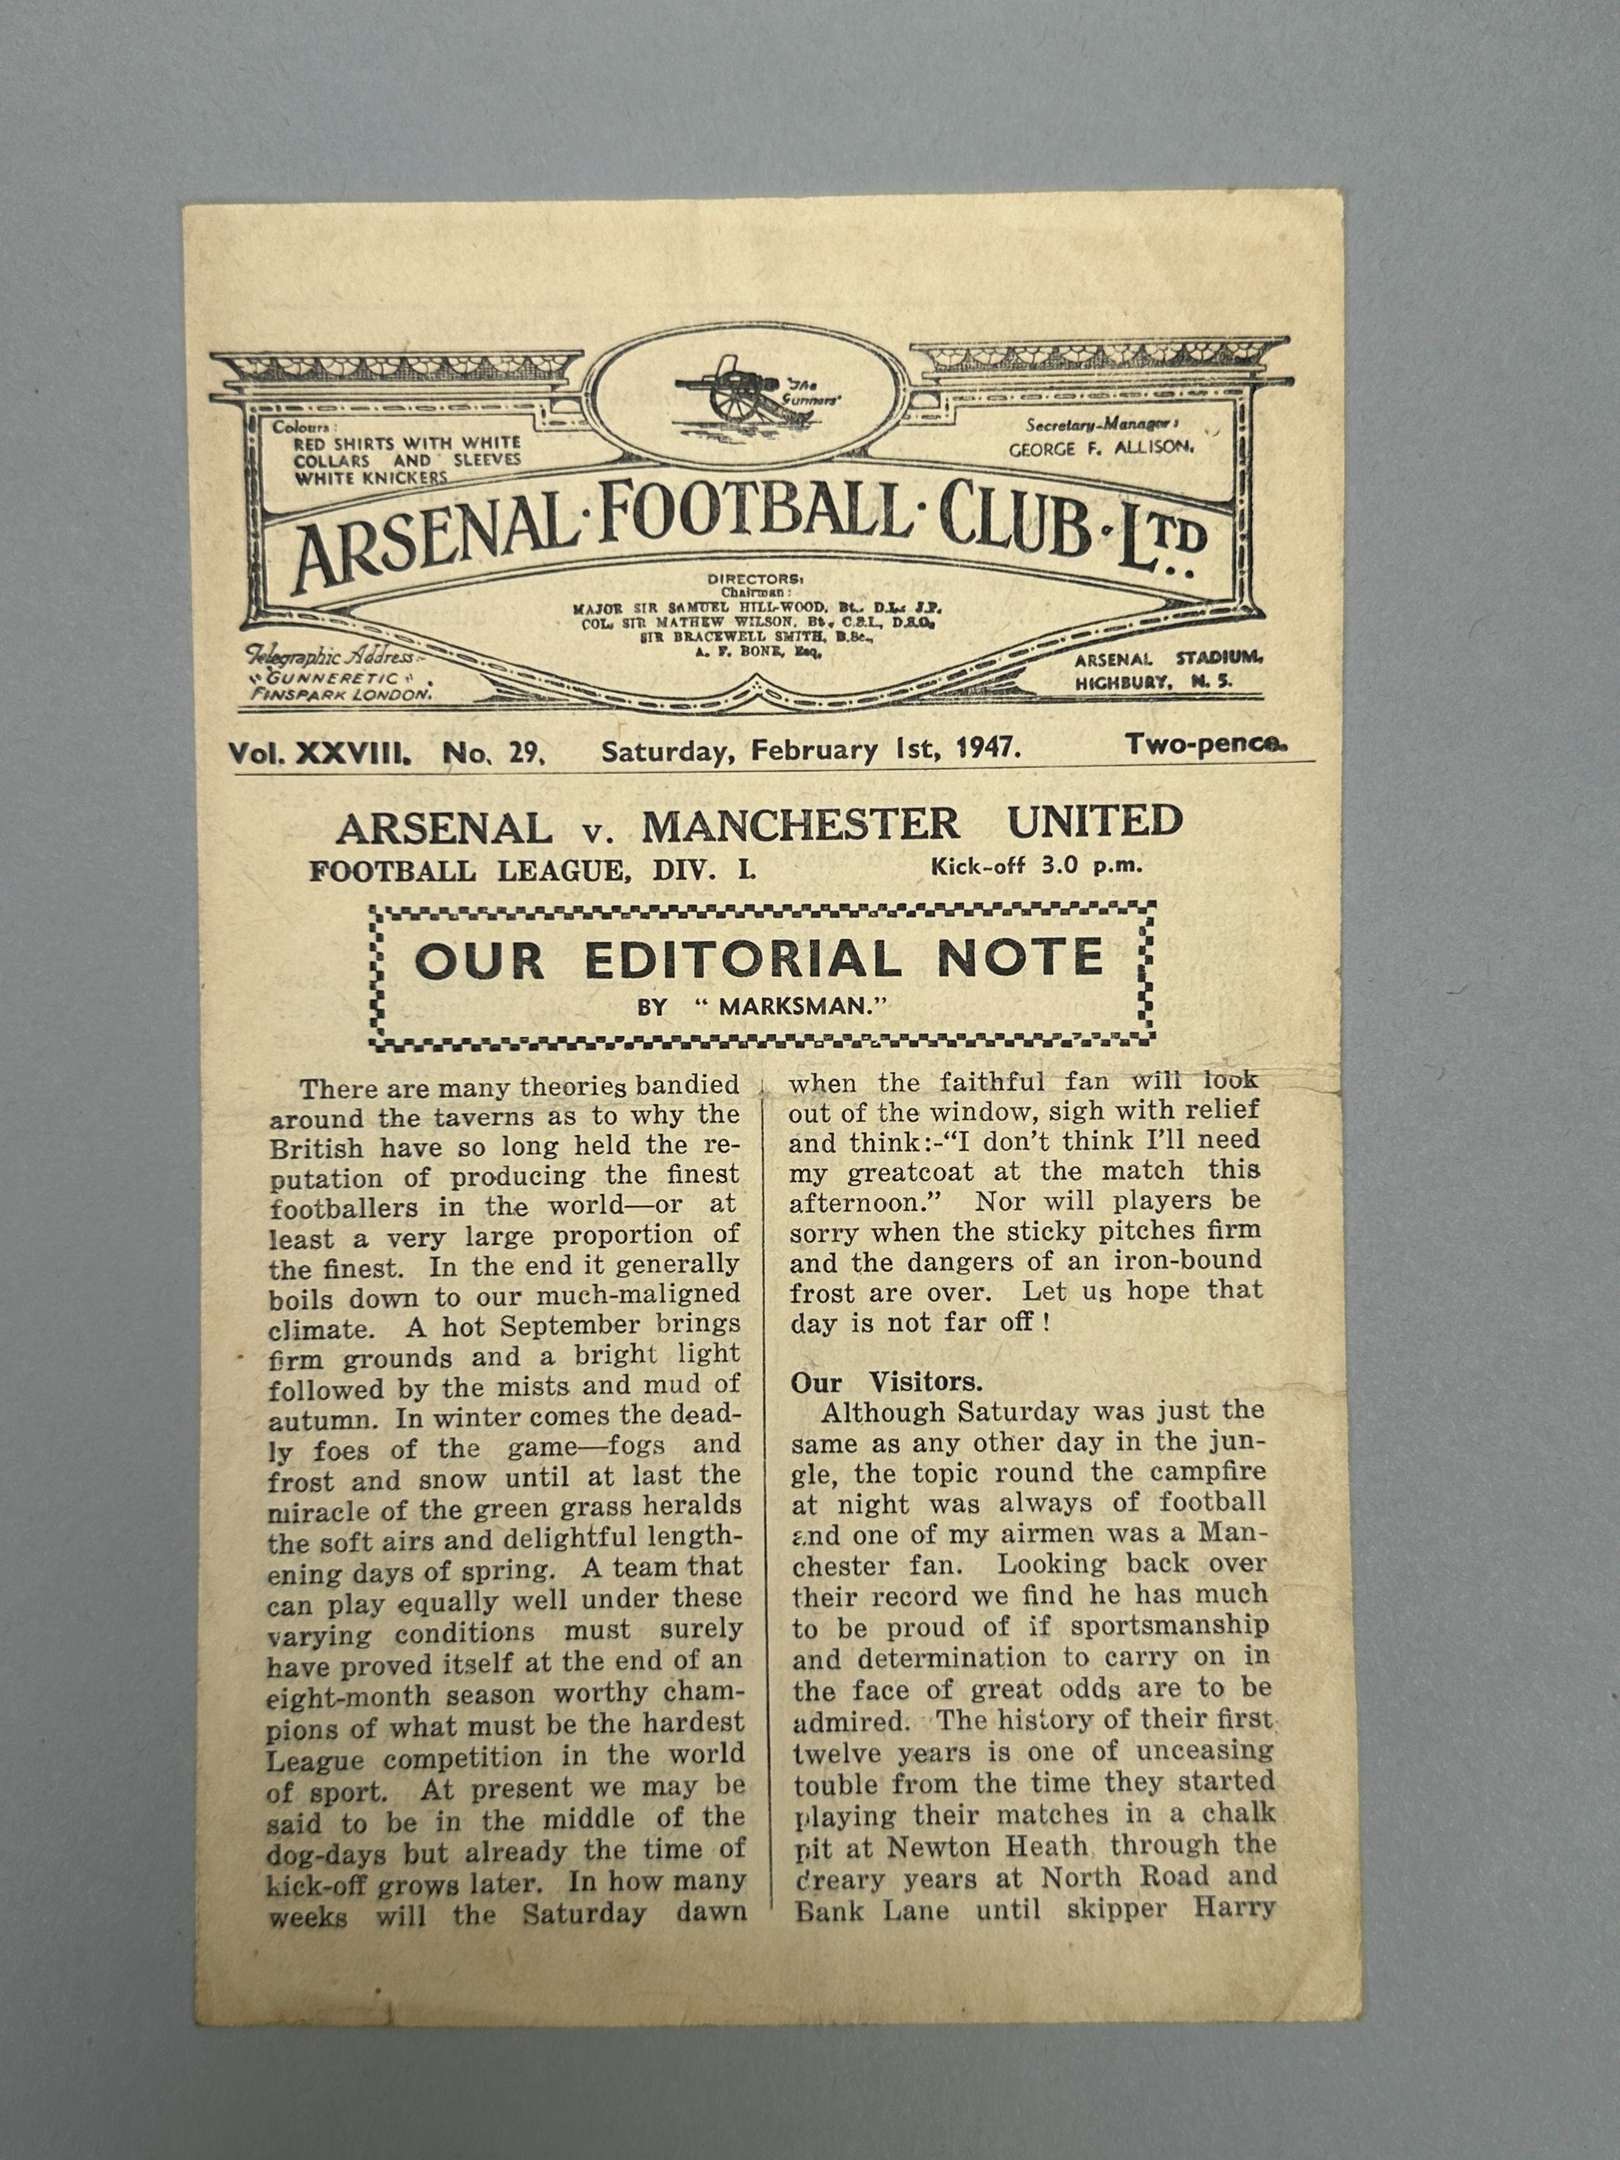 "The
Gunners"
Colours:
RED SHIRTS WITH WHITE
COLLARS AND SLEEVES
WHITE KNICKERS
Secretary-Manager:
GEORGE F. ALLISON.
ARSENAL · FOOTBALL · CLUB · LTD..
DIRECTORS:
Chairman:
MAJOR SIR SAMUEL HILL-WOOD, Bt., D.L., J.P.
COL. SIR MATHEW WILSON, Bt., C.S.I., D.S.O.
SIR BRACEWELL SMITH, B.Sc.,
A. F. BONE, Esq.
Telegraphic Address:-
"GUNNERETIC".
FINSPARK LONDON.
ARSENAL STADIUM,
HIGHBURY, N. 5.
Vol. XXVIII. No. 29. Saturday, February 1st, 1947. Two-pence.
ARSENAL v. MANCHESTER UNITED
FOOTBALL LEAGUE, DIV. I. Kick-off 3.0 p.m.
OUR EDITORIAL NOTE
BY "MARKSMAN."
There are many theories bandied
around the taverns as to why the
British have so long held the re-
putation of producing the finest
footballers in the world—or at
least a very large proportion of
the finest. In the end it generally
boils down to our much-maligned
climate. A hot September brings
firm grounds and a bright light
followed by the mists and mud of
autumn. In winter comes the dead-
ly foes of the game—fogs and
frost and snow until at last the
miracle of the green grass heralds
the soft airs and delightful length-
ening days of spring. A team that
can play equally well under these
varying conditions must surely
have proved itself at the end of an
eight-month season worthy cham-
pions of what must be the hardest
League competition in the world
of sport. At present we may be
said to be in the middle of the
dog-days but already the time of
kick-off grows later. In how many
weeks will the Saturday dawn
when the faithful fan will look
out of the window, sigh with relief
and think:-"I don't think I'll need
my greatcoat at the match this
afternoon." Nor will players be
sorry when the sticky pitches firm
and the dangers of an iron-bound
frost are over. Let us hope that
day is not far off!
Our Visitors.
Although Saturday was just the
same as any other day in the jun-
gle, the topic round the campfire
at night was always of football
and one of my airmen was a Man-
chester fan. Looking back over
their record we find he has much
to be proud of if sportsmanship
and determination to carry on in
the face of great odds are to be
admired. The history of their first
twelve years is one of unceasing
touble from the time they started
playing their matches in a chalk
pit at Newton Heath, through the
dreary years at North Road and
Bank Lane until skipper Harry